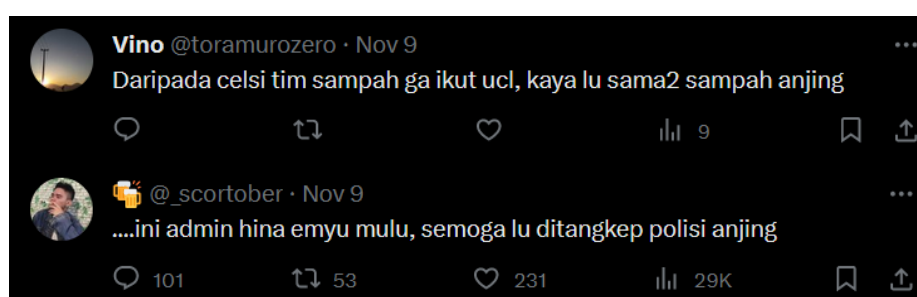 Vino @toramurozero · Nov 9
Daripada celsi tim sampah ga ikut ucl, kaya lu sama2 sampah anjing
9
🍻 @_scortober · Nov 9
....ini admin hina emyu mulu, semoga lu ditangkep polisi anjing
101 53 231 29K